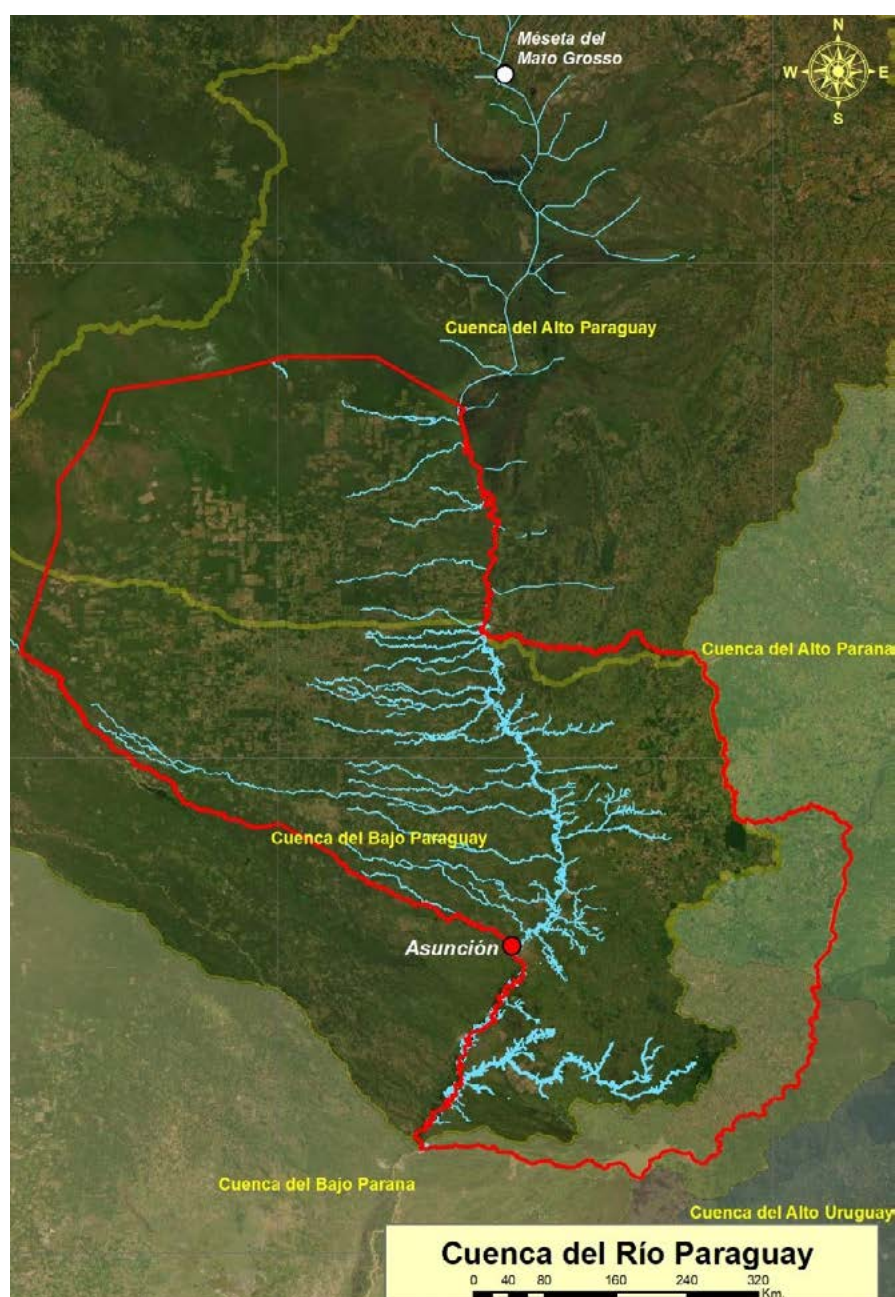 Meseta del
Mato Grosso
N
W
E
S
Cuenca del Alto Paraguay
Cuenca del Alto Parana
Cuenca del Bajo Paraguay
Asunción
Cuenca del Bajo Parana
Cuenca del Alto Uruguay
Cuenca del Río Paraguay
0 40 80 160 240 320
Km.